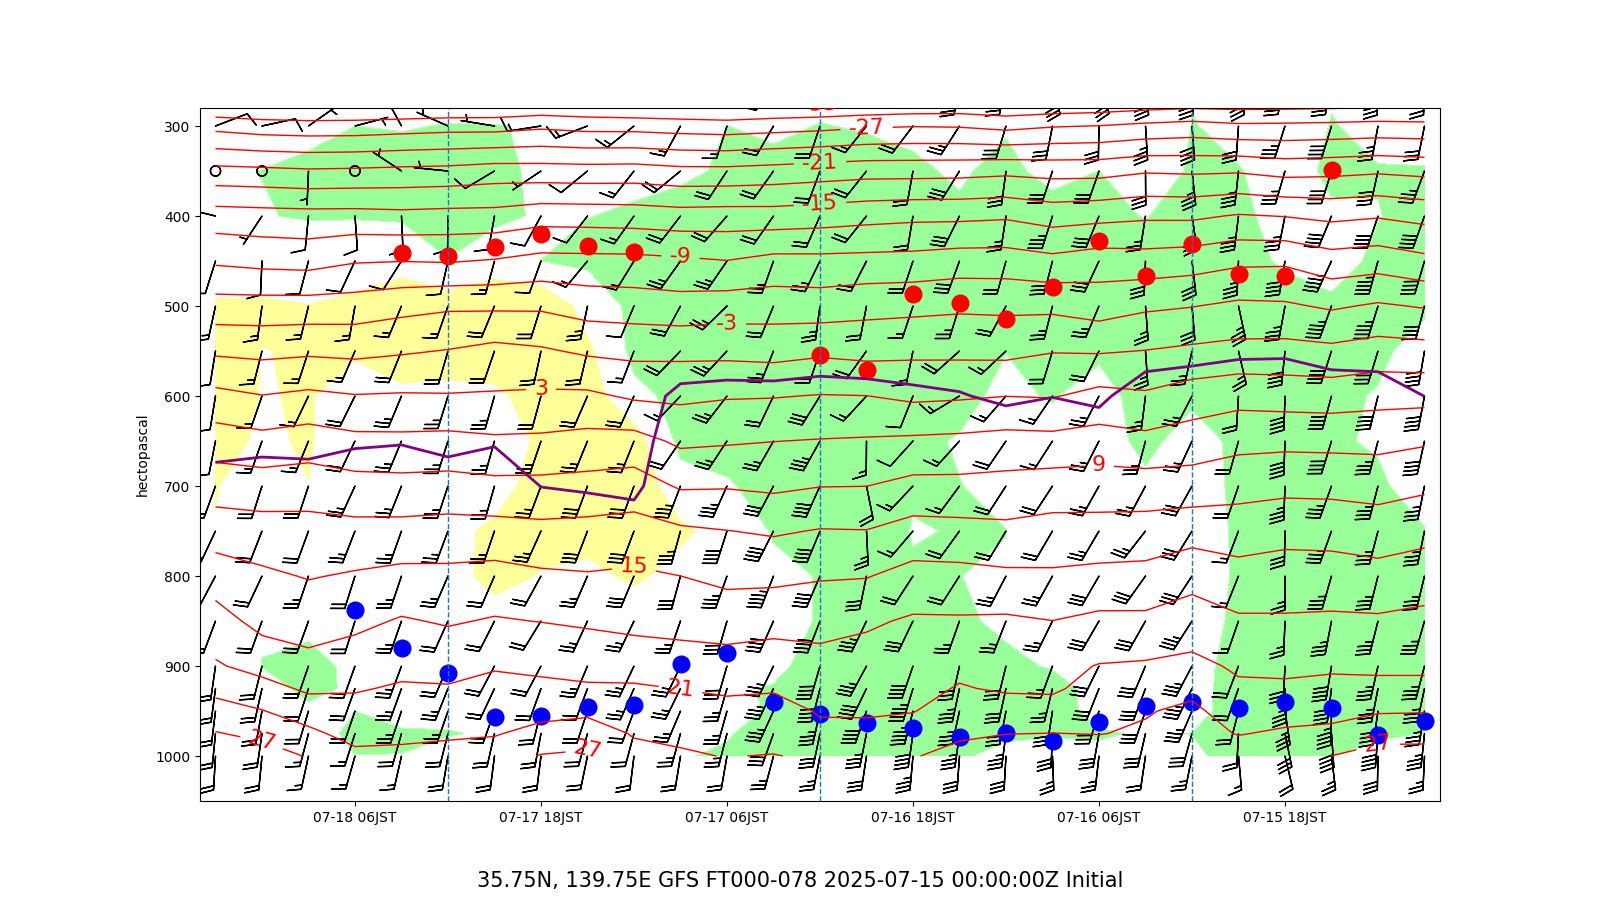 300
400
500
600
700
800
900
1000
hectopascal
-27
-21
-15
-9
-3
3
9
15
21
27
27
27
07-18 06JST
07-17 18JST
07-17 06JST
07-16 18JST
07-16 06JST
07-15 18JST
35.75N, 139.75E GFS FT000-078 2025-07-15 00:00:00Z Initial